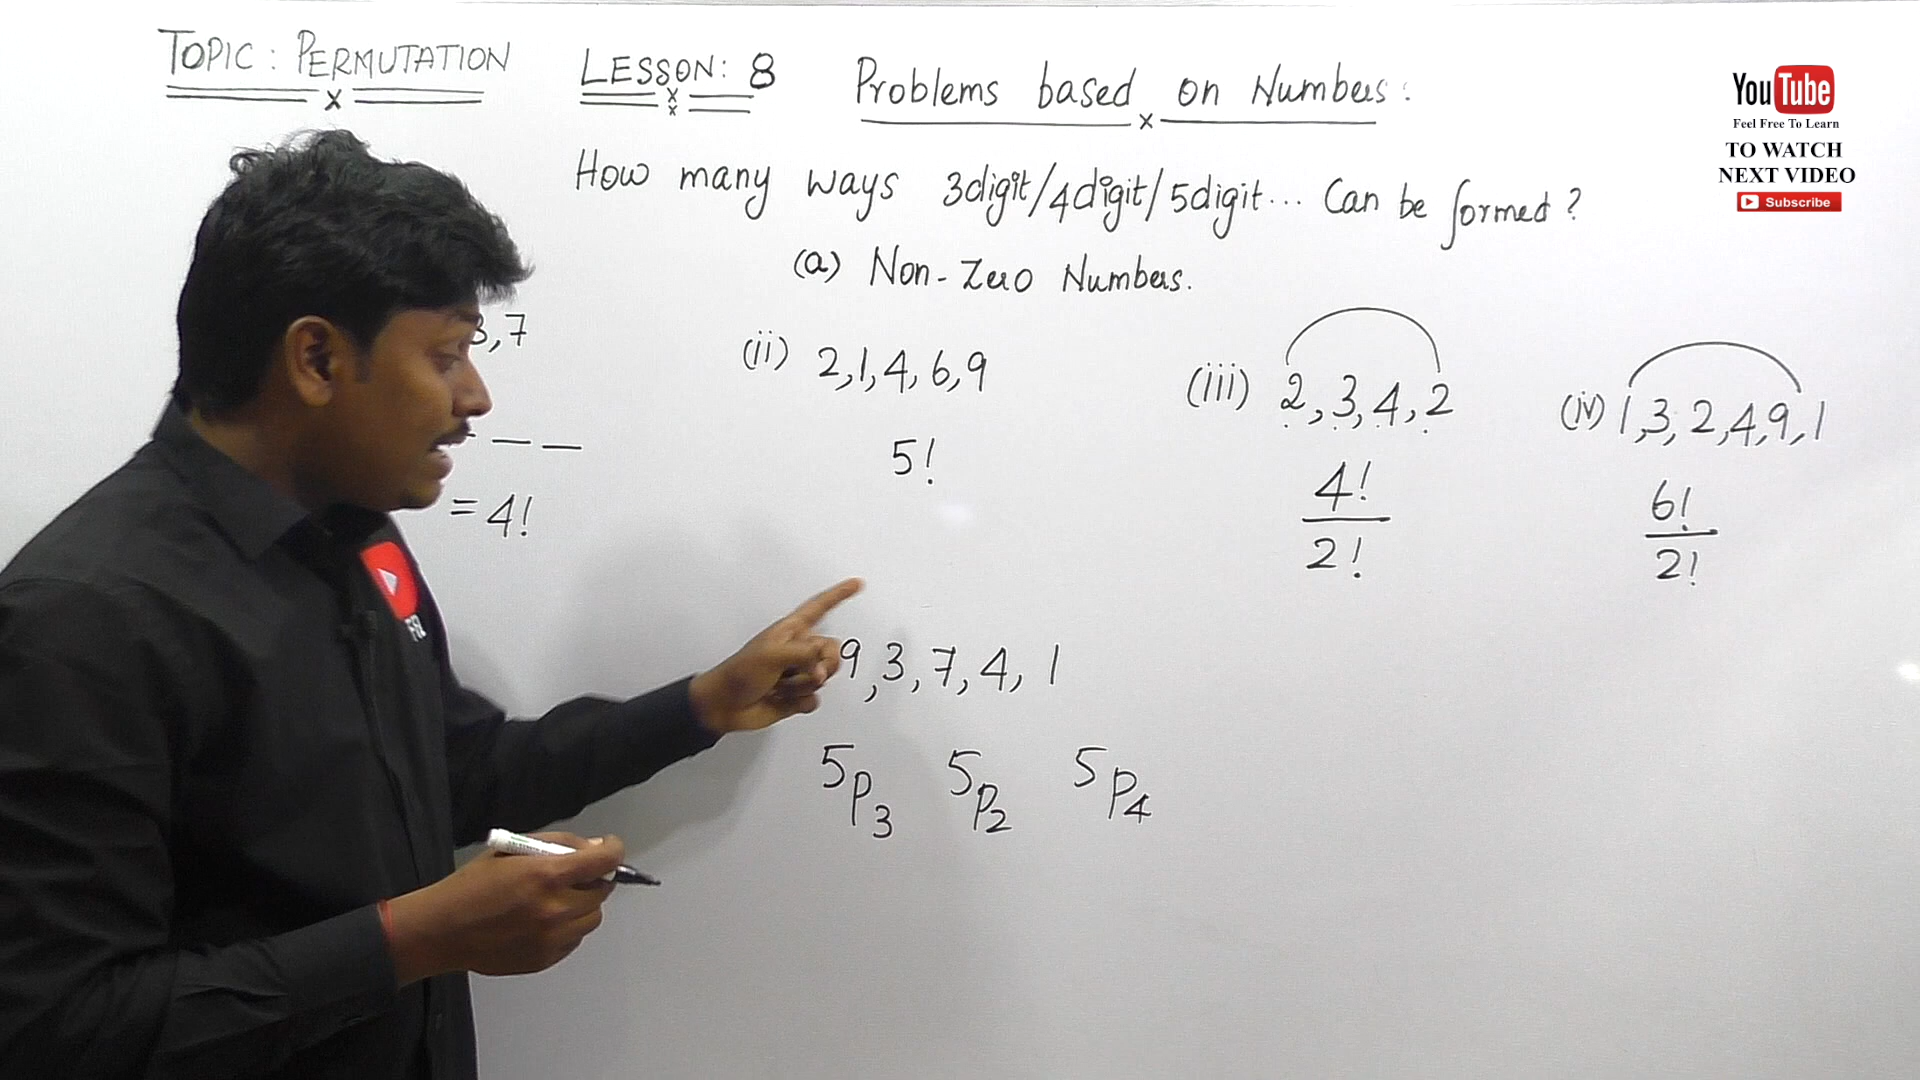 TOPIC: PERMUTATION LESSON: 8 Problems based on Numbers:
YouTube
Feel Free To Learn
TO WATCH
NEXT VIDEO
Subscribe
How many ways 3digit/4digit/5digit... Can be formed?
(a) Non-Zero Numbers.
3,7
(ii) 2,1,4,6,9
(iii) 2,3,4,2
(iv) 1,3,2,4,9,1
= 4!
5!
4!
2!
6!
2!
9,3,7,4,1
5P3 5P2 5P4